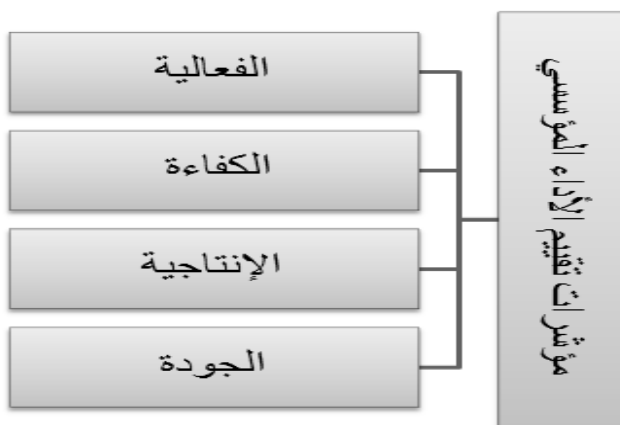 مؤشرات تقييم الأداء المؤسسي
الفعالية
الكفاءة
الإنتاجية
الجودة